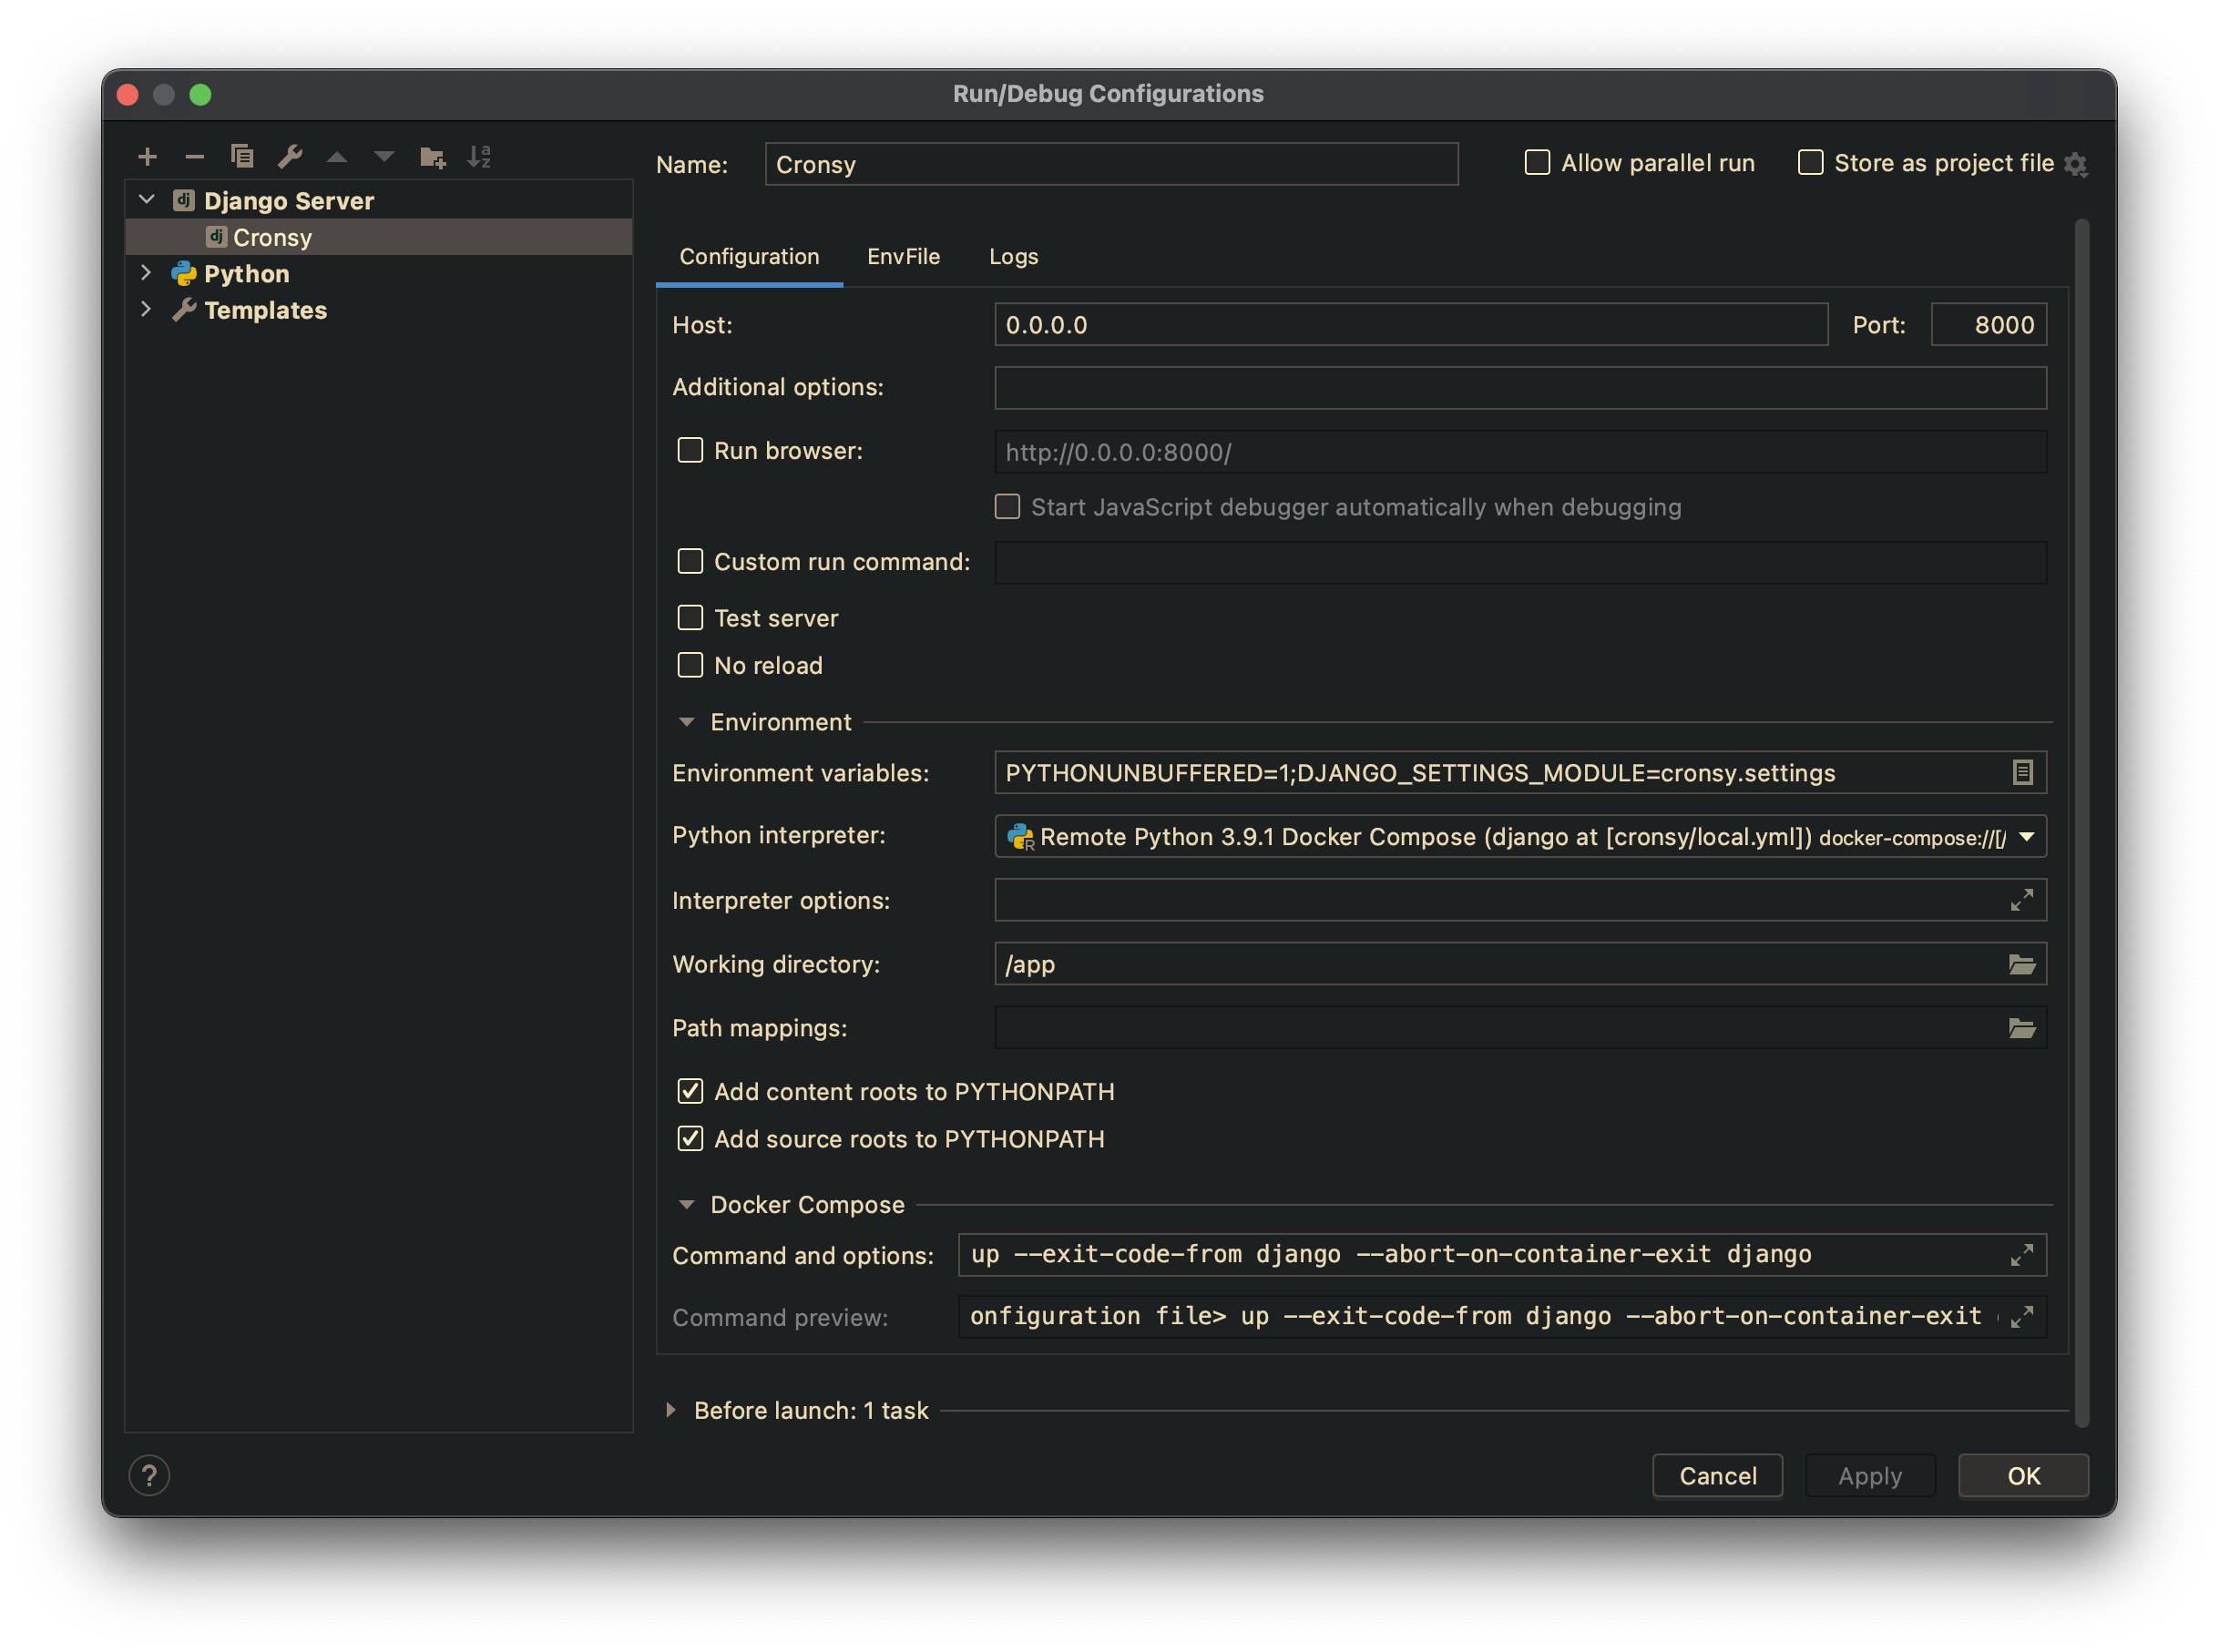 Run/Debug Configurations
Name: Cronsy Allow parallel run Store as project file
Django Server
Cronsy
Python
Templates
Configuration EnvFile Logs
Host: 0.0.0.0 Port: 8000
Additional options:
Run browser: http://0.0.0.0:8000/
Start JavaScript debugger automatically when debugging
Custom run command:
Test server
No reload
Environment
Environment variables: PYTHONUNBUFFERED=1;DJANGO_SETTINGS_MODULE=cronsy.settings
Python interpreter: Remote Python 3.9.1 Docker Compose (django at [cronsy/local.yml]) docker-compose://[/
Interpreter options:
Working directory: /app
Path mappings:
Add content roots to PYTHONPATH
Add source roots to PYTHONPATH
Docker Compose
Command and options: up --exit-code-from django --abort-on-container-exit django
Command preview: onfiguration file> up --exit-code-from django --abort-on-container-exit
Before launch: 1 task
? Cancel Apply OK